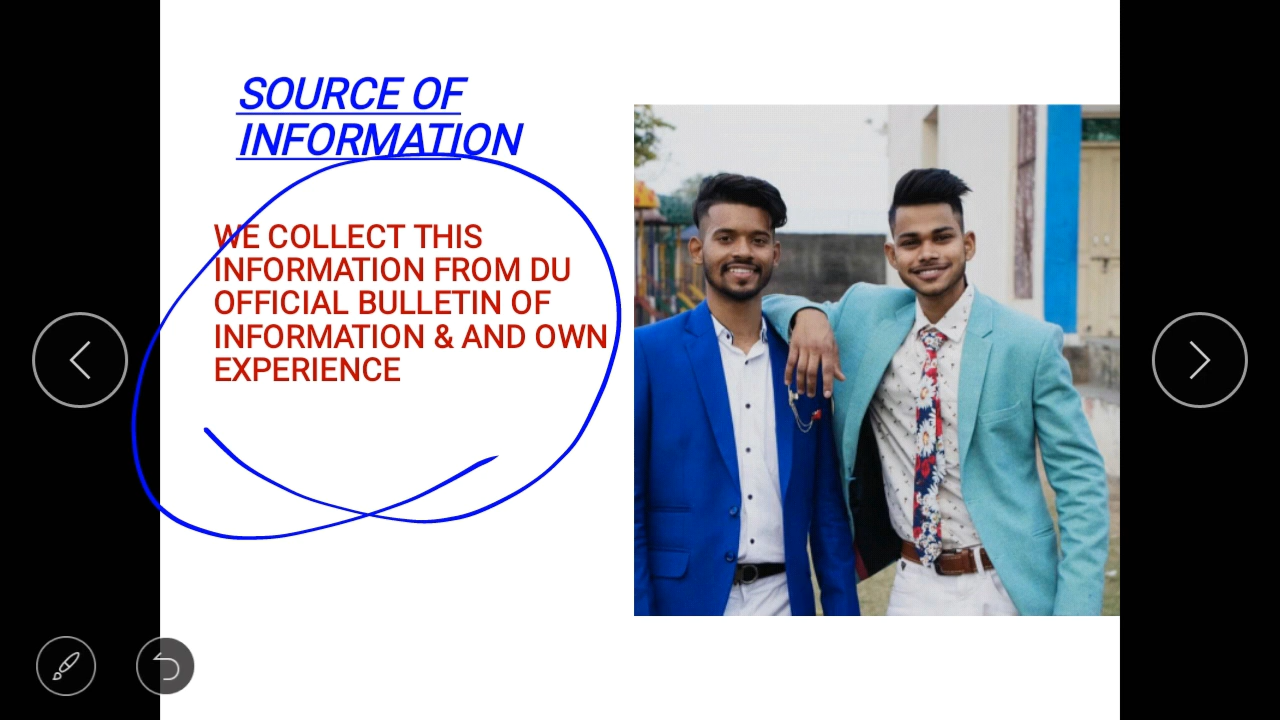 SOURCE OF
INFORMATION
WE COLLECT THIS
INFORMATION FROM DU
OFFICIAL BULLETIN OF
INFORMATION & AND OWN
EXPERIENCE